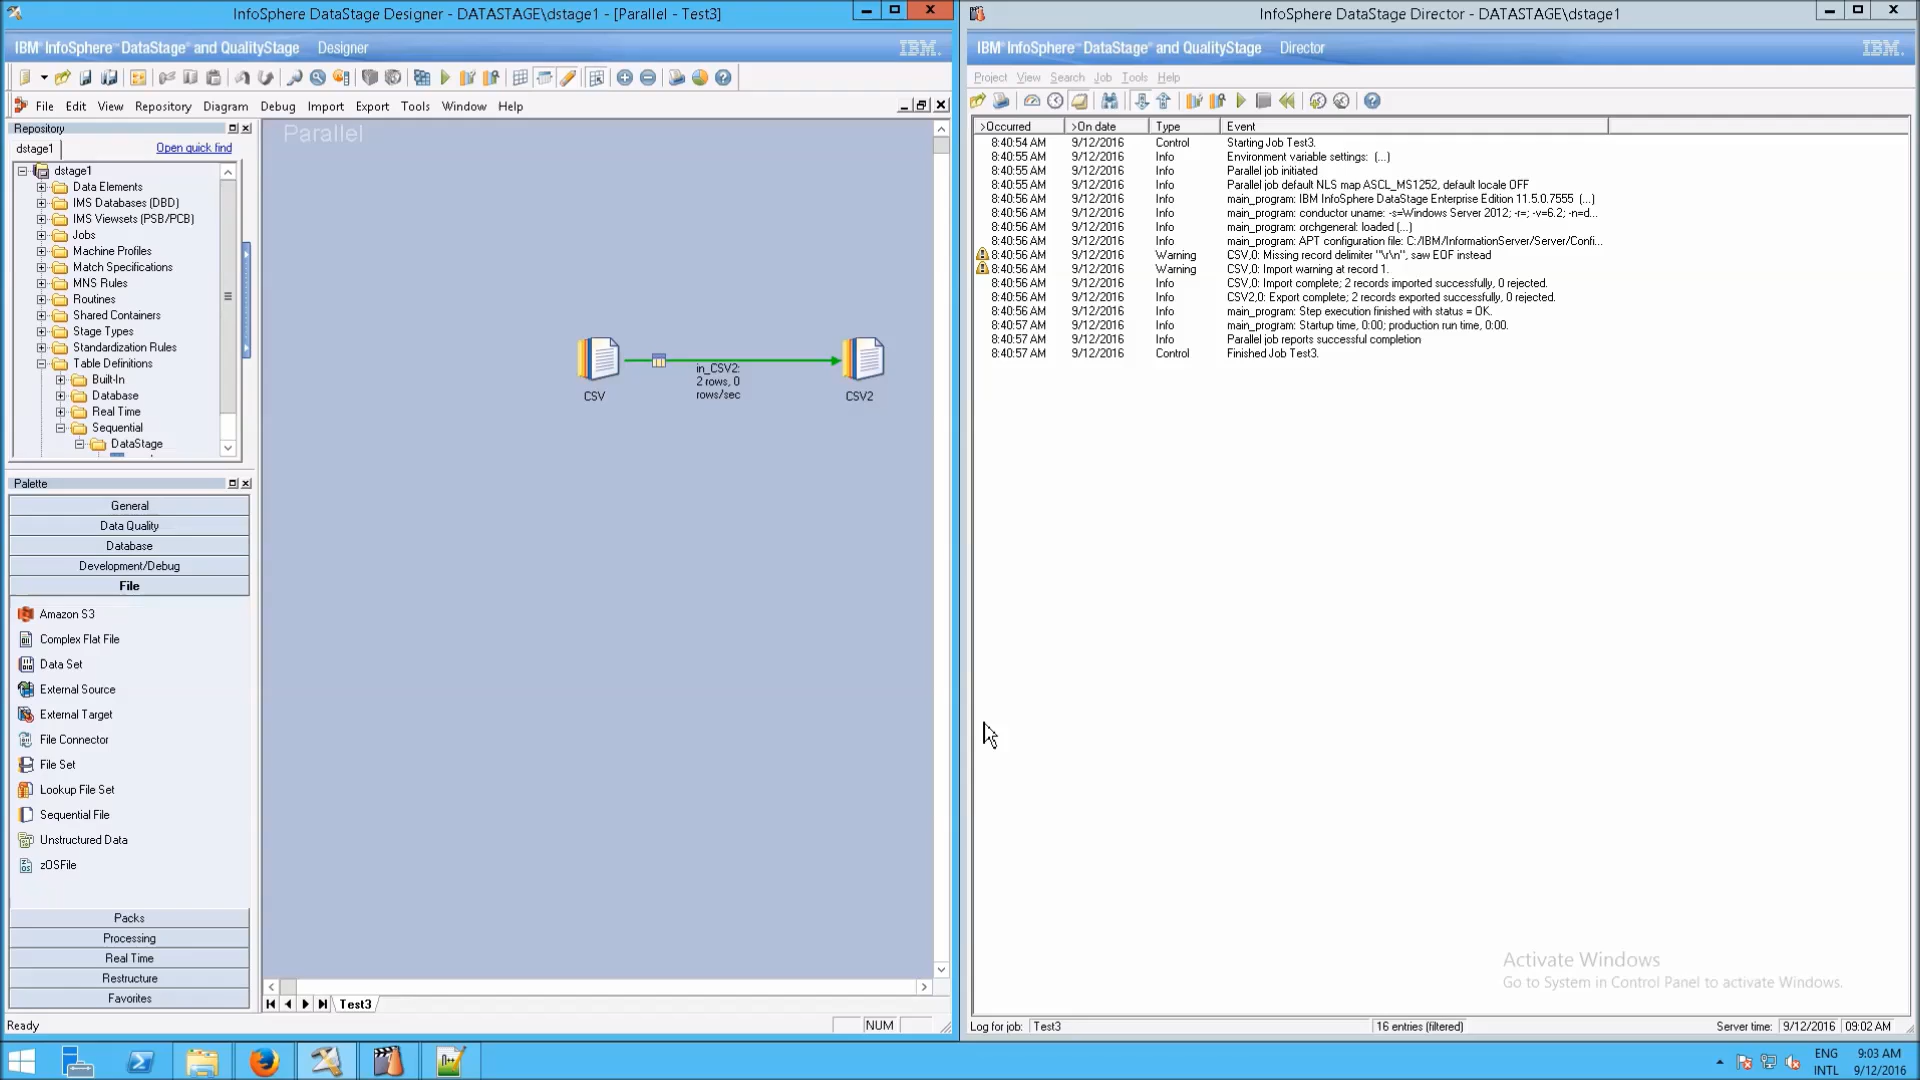 InfoSphere DataStage Designer - DATASTAGE\dstage1 - [Parallel - Test3]
IBM® InfoSphere™ DataStage® and QualityStage Designer
IBM.
File Edit View Repository Diagram Debug Import Export Tools Window Help
Repository
dstage1
Open quick find
dstage1
Data Elements
IMS Databases (DBD)
IMS Viewsets (PSB/PCB)
Jobs
Machine Profiles
Match Specifications
MNS Rules
Routines
Shared Containers
Stage Types
Standardization Rules
Table Definitions
Built-In
Database
Real Time
Sequential
DataStage
Palette
General
Data Quality
Database
Development/Debug
File
Amazon S3
Complex Flat File
Data Set
External Source
External Target
File Connector
File Set
Lookup File Set
Sequential File
Unstructured Data
zOSFile
Packs
Processing
Real Time
Restructure
Favorites
Parallel
CSV
in_CSV2:
2 rows, 0
rows/sec
CSV2
Test3
Ready
NUM
InfoSphere DataStage Director - DATASTAGE\dstage1
IBM® InfoSphere™ DataStage® and QualityStage Director
IBM.
Project View Search Job Tools Help
>Occurred >On date Type Event
8:40:54 AM 9/12/2016 Control Starting Job Test3.
8:40:55 AM 9/12/2016 Info Environment variable settings: (...)
8:40:55 AM 9/12/2016 Info Parallel job initiated
8:40:55 AM 9/12/2016 Info Parallel job default NLS map ASCL_MS1252, default locale OFF
8:40:56 AM 9/12/2016 Info main_program: IBM InfoSphere DataStage Enterprise Edition 11.5.0.7555 (...)
8:40:56 AM 9/12/2016 Info main_program: conductor uname: -s=Windows Server 2012; -r=; -v=6.2; -n=d...
8:40:56 AM 9/12/2016 Info main_program: orchgeneral: loaded (...)
8:40:56 AM 9/12/2016 Info main_program: APT configuration file: C:/IBM/InformationServer/Server/Confi...
8:40:56 AM 9/12/2016 Warning CSV,0: Missing record delimiter "\r\n", saw EOF instead
8:40:56 AM 9/12/2016 Warning CSV,0: Import warning at record 1.
8:40:56 AM 9/12/2016 Info CSV,0: Import complete; 2 records imported successfully, 0 rejected.
8:40:56 AM 9/12/2016 Info CSV2,0: Export complete; 2 records exported successfully, 0 rejected.
8:40:56 AM 9/12/2016 Info main_program: Step execution finished with status = OK.
8:40:57 AM 9/12/2016 Info main_program: Startup time, 0:00; production run time, 0:00.
8:40:57 AM 9/12/2016 Info Parallel job reports successful completion
8:40:57 AM 9/12/2016 Control Finished Job Test3.
Activate Windows
Go to System in Control Panel to activate Windows.
Log for job: Test3
16 entries (filtered)
Server time: 9/12/2016 09:02 AM
ENG
INTL
9:03 AM
9/12/2016